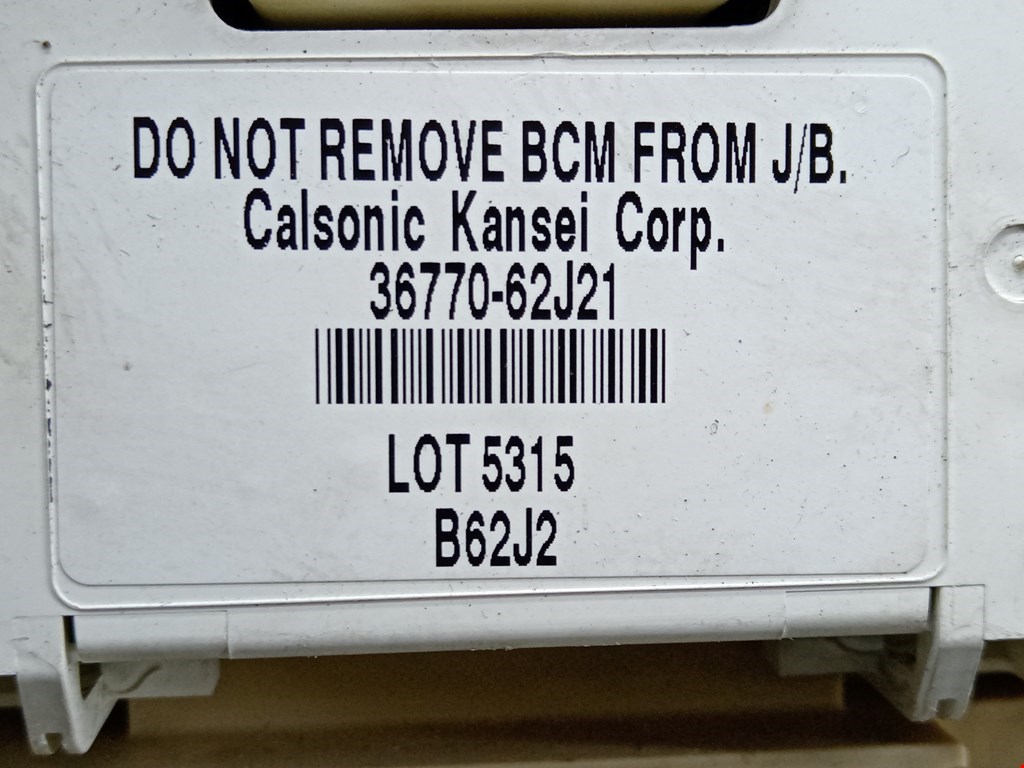 DO NOT REMOVE BCM FROM J/B.
Calsonic Kansei Corp.
36770-62J21
LOT 5315
B62J2